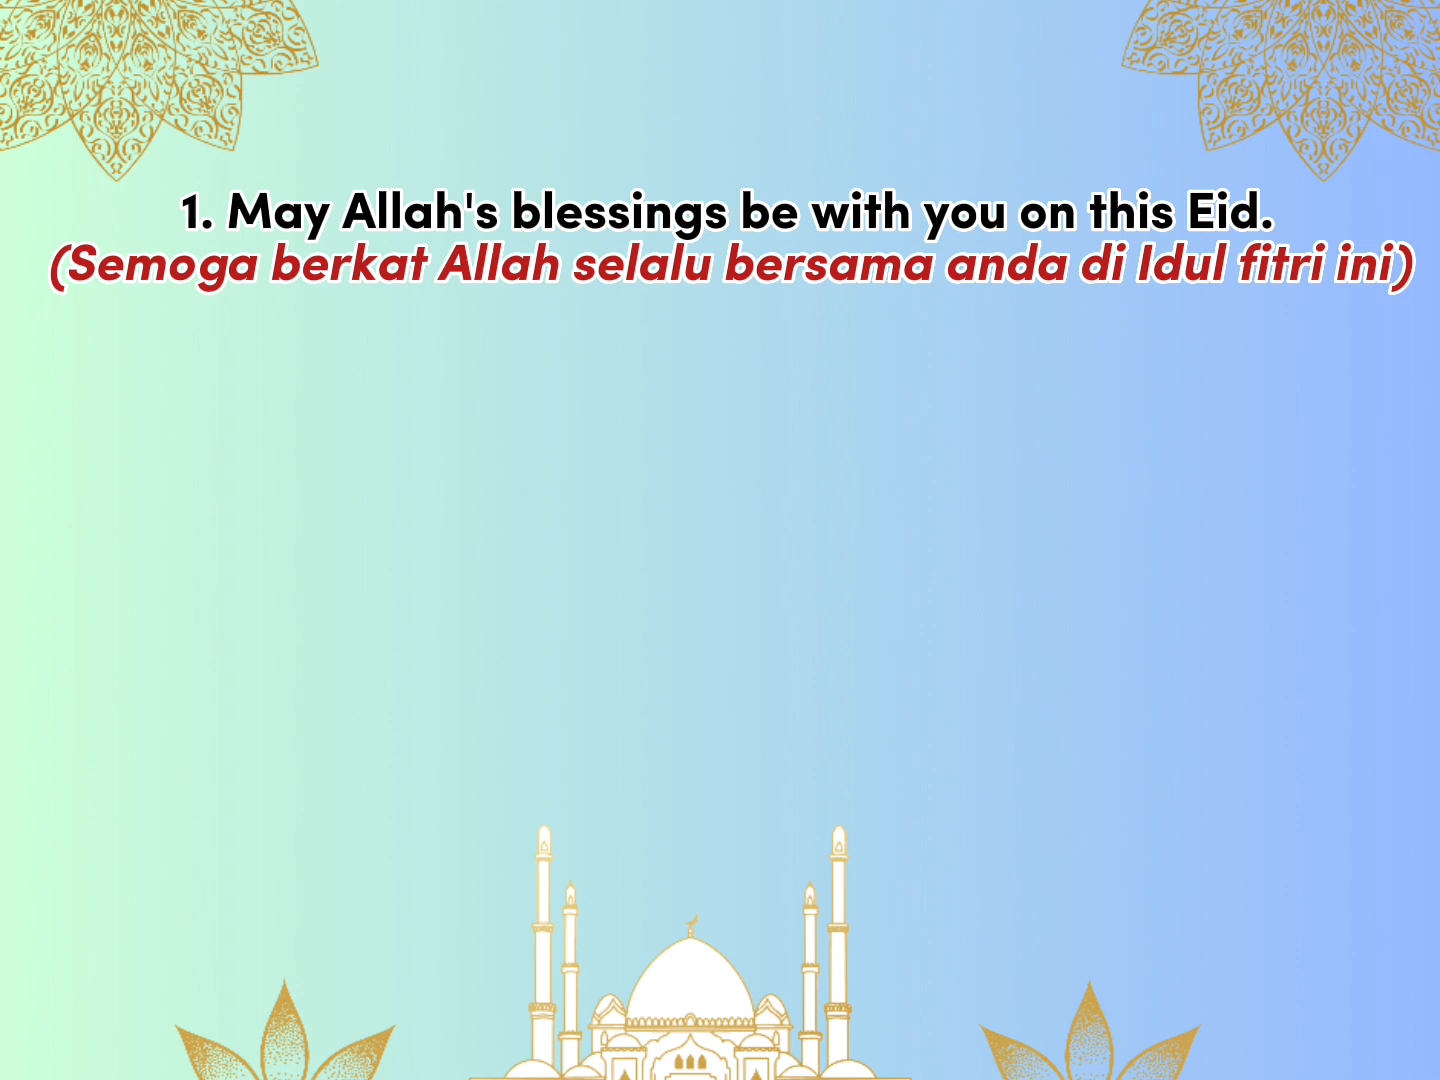 1. May Allah's blessings be with you on this Eid.
(Semoga berkat Allah selalu bersama anda di Idul fitri ini)